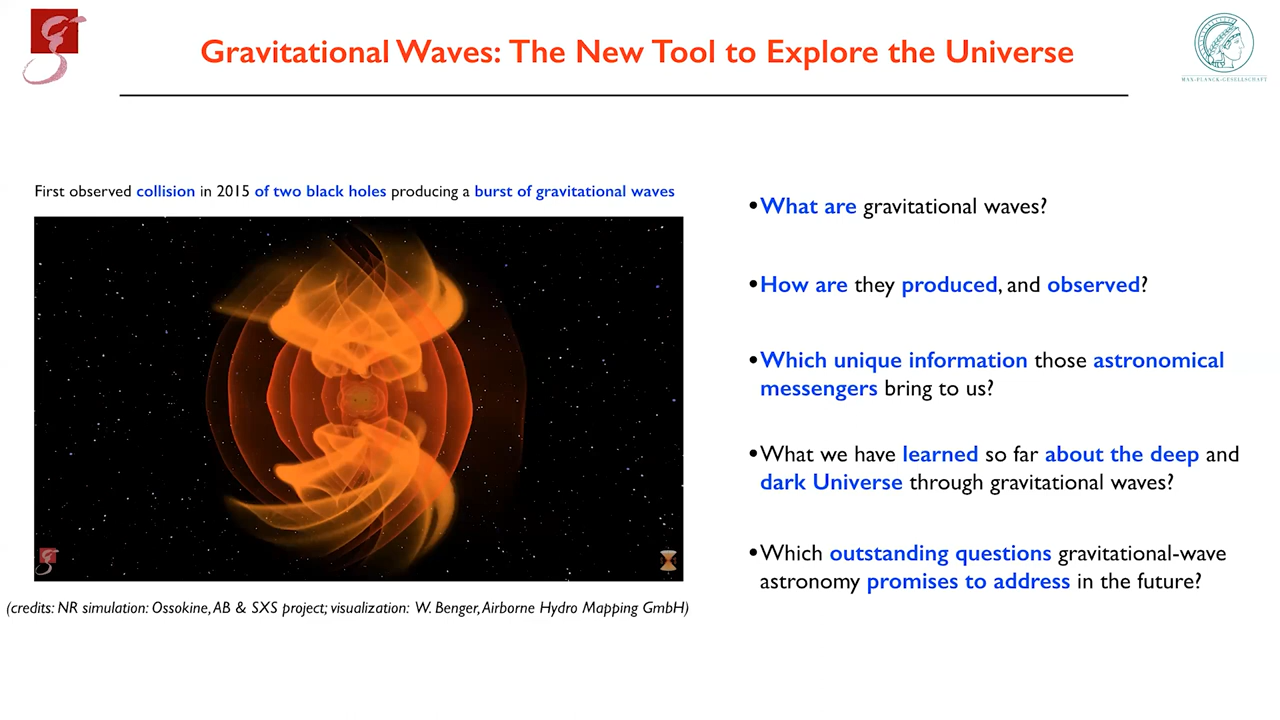 Gravitational Waves: The New Tool to Explore the Universe
MAX-PLANCK-GESELLSCHAFT
First observed collision in 2015 of two black holes producing a burst of gravitational waves
•What are gravitational waves?
•How are they produced, and observed?
•Which unique information those astronomical
messengers bring to us?
•What we have learned so far about the deep and
dark Universe through gravitational waves?
•Which outstanding questions gravitational-wave
astronomy promises to address in the future?
(credits: NR simulation: Ossokine, AB & SXS project; visualization: W. Benger, Airborne Hydro Mapping GmbH)